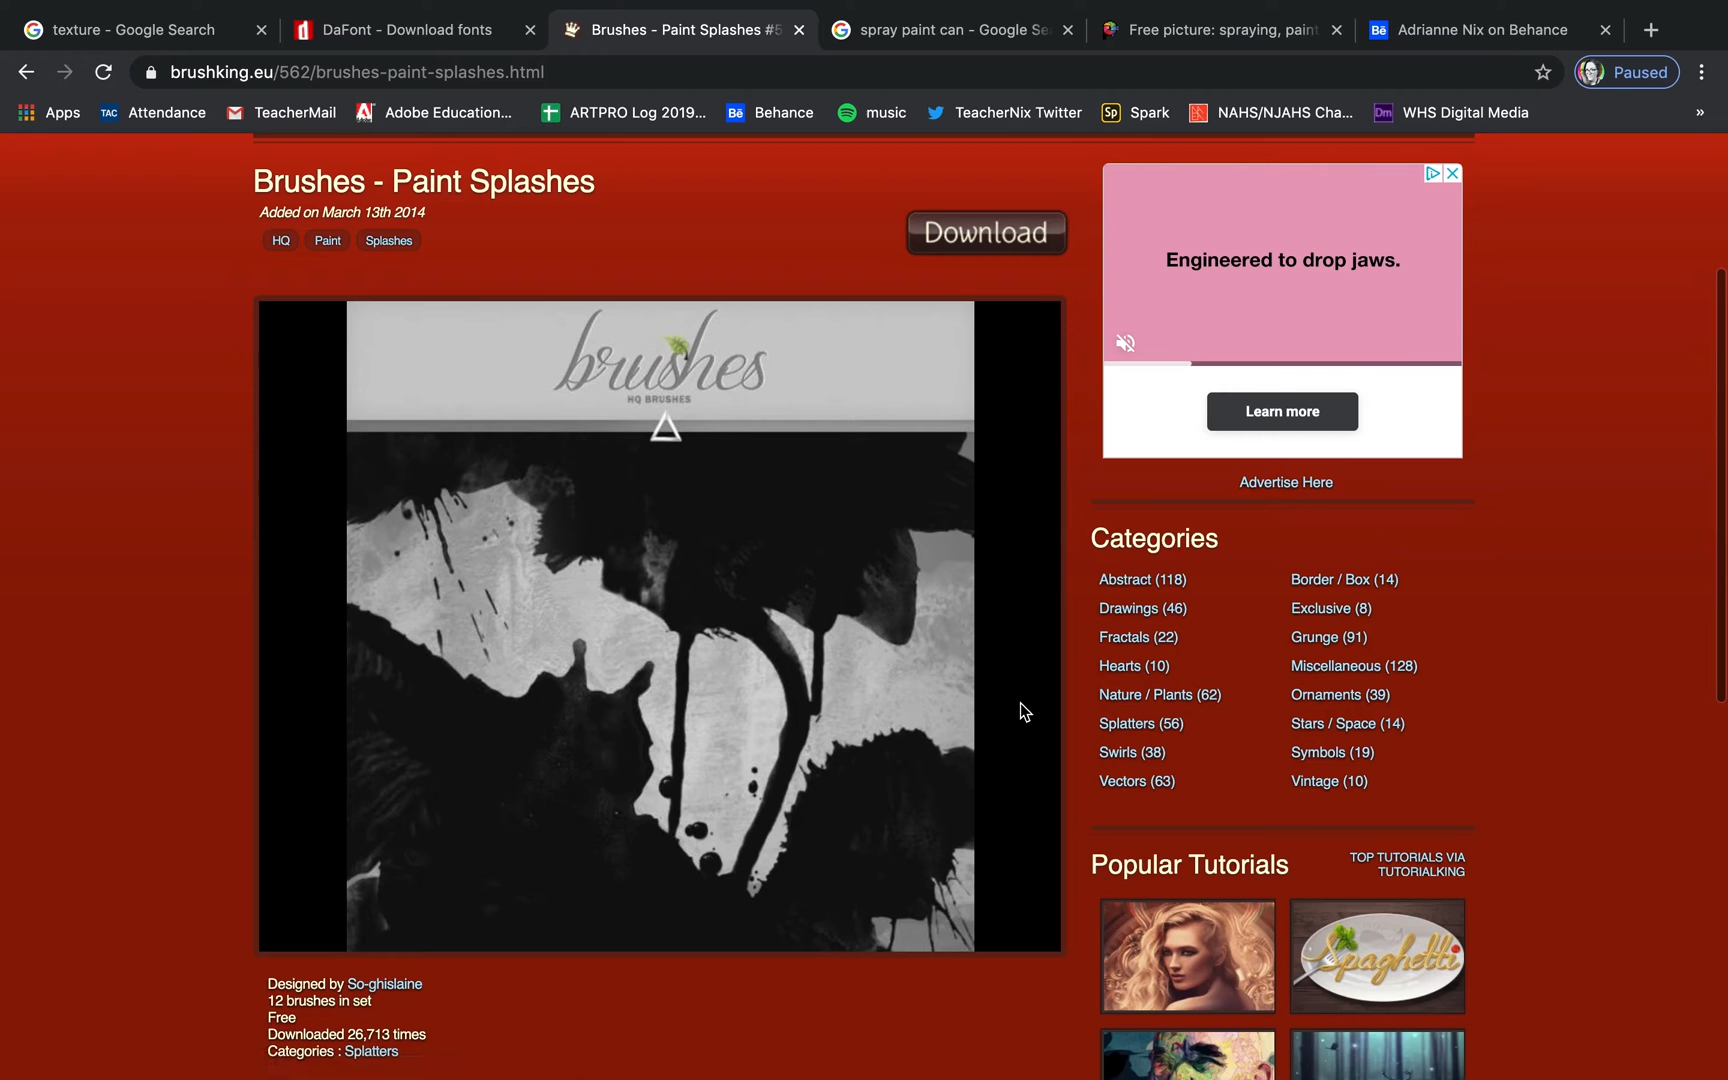 texture - Google Search
DaFont - Download fonts
Brushes - Paint Splashes #5
spray paint can - Google Se
Free picture: spraying, paint
Bē Adrianne Nix on Behance
brushking.eu/562/brushes-paint-splashes.html
Paused
Apps
TAC Attendance
TeacherMail
Adobe Education...
ARTPRO Log 2019...
Bē Behance
music
TeacherNix Twitter
Sp Spark
NAHS/NJAHS Cha...
Dm WHS Digital Media
»
Brushes - Paint Splashes
Added on March 13th 2014
HQ
Paint
Splashes
Download
brushes
HQ BRUSHES
Engineered to drop jaws.
Learn more
Advertise Here
Categories
Abstract (118)
Border / Box (14)
Drawings (46)
Exclusive (8)
Fractals (22)
Grunge (91)
Hearts (10)
Miscellaneous (128)
Nature / Plants (62)
Ornaments (39)
Splatters (56)
Stars / Space (14)
Swirls (38)
Symbols (19)
Vectors (63)
Vintage (10)
Popular Tutorials
TOP TUTORIALS VIA
TUTORIALKING
Spaghetti
Designed by So-ghislaine
12 brushes in set
Free
Downloaded 26,713 times
Categories : Splatters